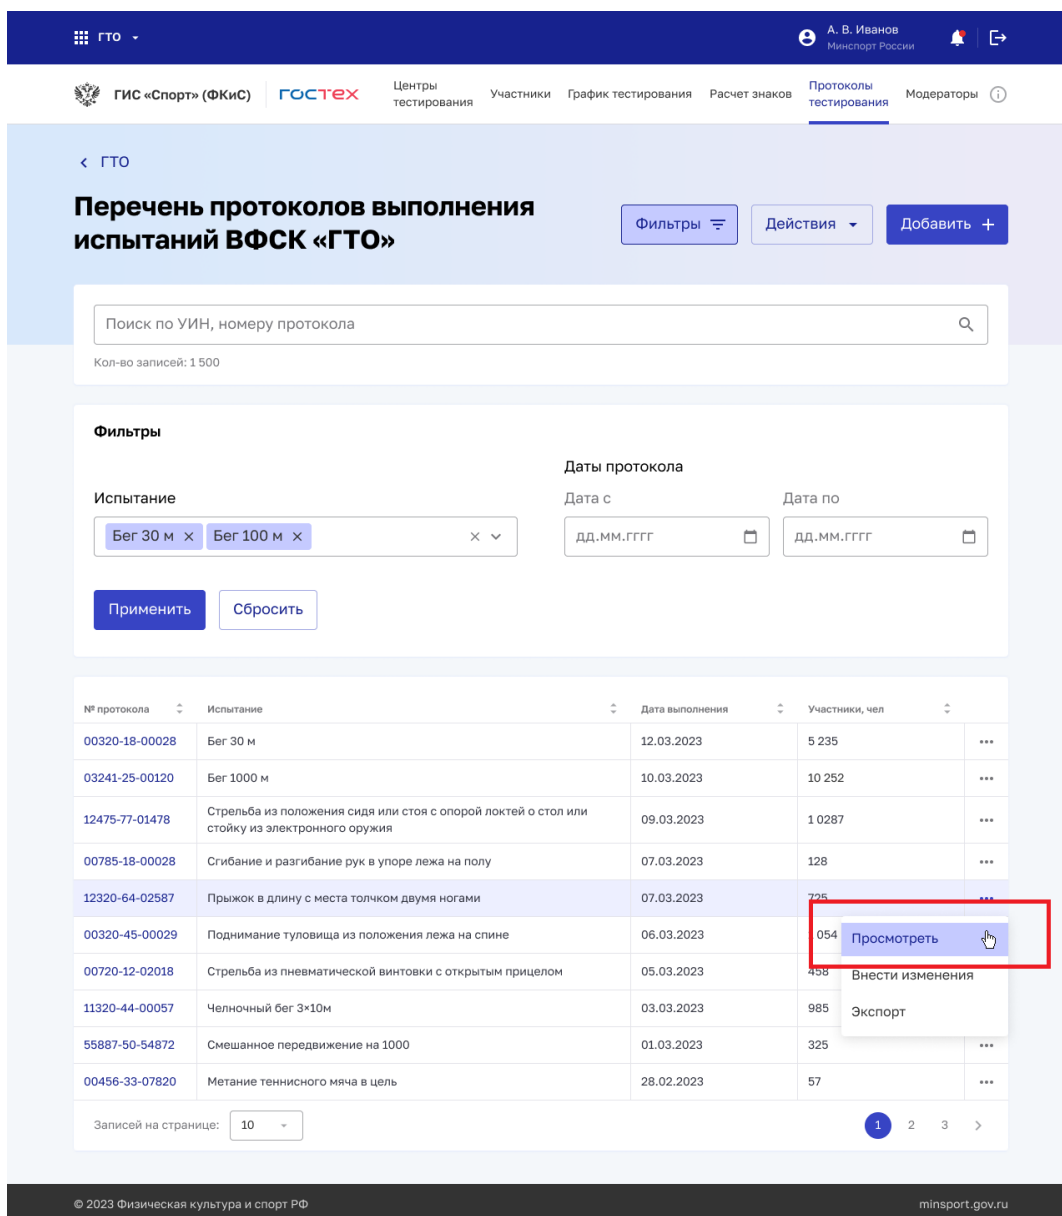 ГТО
А. В. Иванов
Минспорт России
ГИС «Спорт» (ФКиС)
ГОСТЕХ
Центры
тестирования
Участники
График тестирования
Расчет знаков
Протоколы
тестирования
Модераторы
ГТО
Перечень протоколов выполнения
испытаний ВФСК «ГТО»
Фильтры
Действия
Добавить +
Поиск по УИН, номеру протокола
Кол-во записей: 1 500
Фильтры
Даты протокола
Испытание
Дата с
Дата по
Бег 30 м × Бег 100 м ×
дд.мм.гггг
дд.мм.гггг
Применить
Сбросить
№ протокола Испытание Дата выполнения Участники, чел
00320-18-00028 Бег 30 м 12.03.2023 5 235
03241-25-00120 Бег 1000 м 10.03.2023 10 252
12475-77-01478 Стрельба из положения сидя или стоя с опорой локтей о стол или
стойку из электронного оружия 09.03.2023 1 0287
00785-18-00028 Сгибание и разгибание рук в упоре лежа на полу 07.03.2023 128
12320-64-02587 Прыжок в длину с места толчком двумя ногами 07.03.2023 725
00320-45-00029 Поднимание туловища из положения лежа на спине 06.03.2023 054
Просмотреть
00720-12-02018 Стрельба из пневматической винтовки с открытым прицелом 05.03.2023 458
Внести изменения
11320-44-00057 Челночный бег 3×10м 03.03.2023 985
Экспорт
55887-50-54872 Смешанное передвижение на 1000 01.03.2023 325
00456-33-07820 Метание теннисного мяча в цель 28.02.2023 57
Записей на странице: 10
1 2 3 >
© 2023 Физическая культура и спорт РФ
minsport.gov.ru